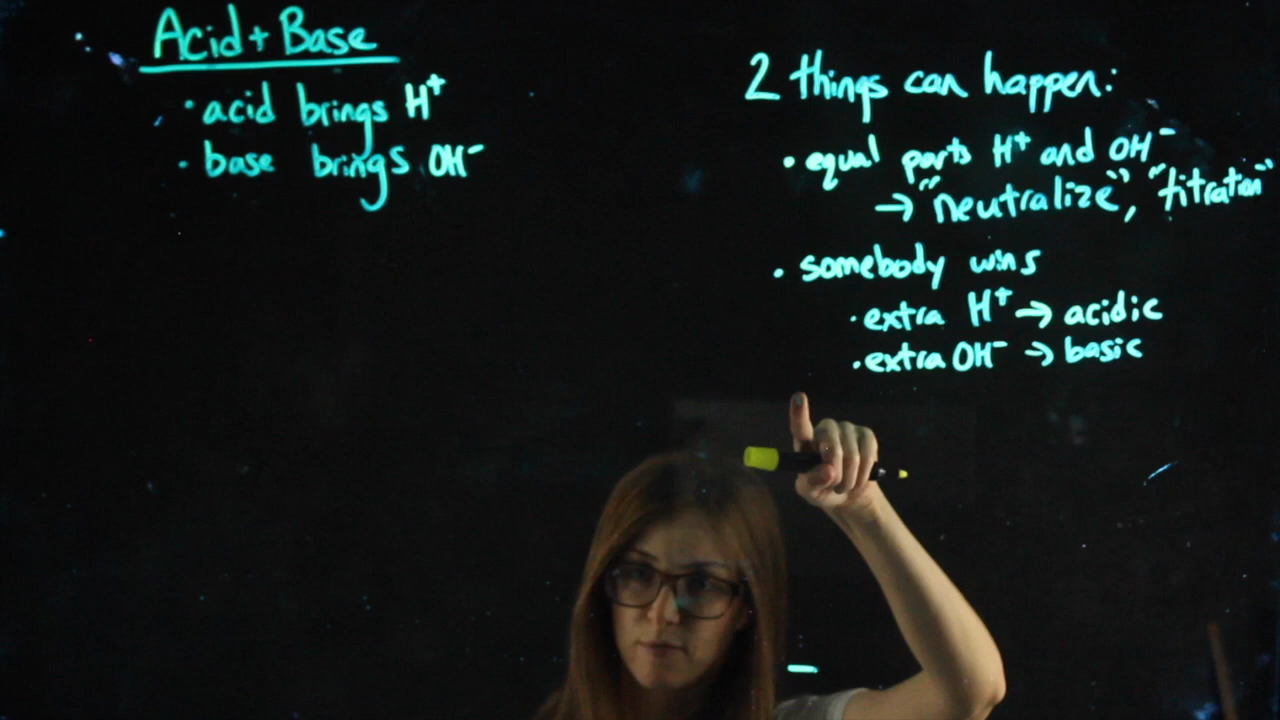 Acid + Base
• acid brings H⁺
• base brings OH⁻
2 things can happen:
• equal parts H⁺ and OH⁻
→ "neutralize", "titration"
• somebody wins
• extra H⁺ → acidic
• extra OH⁻ → basic